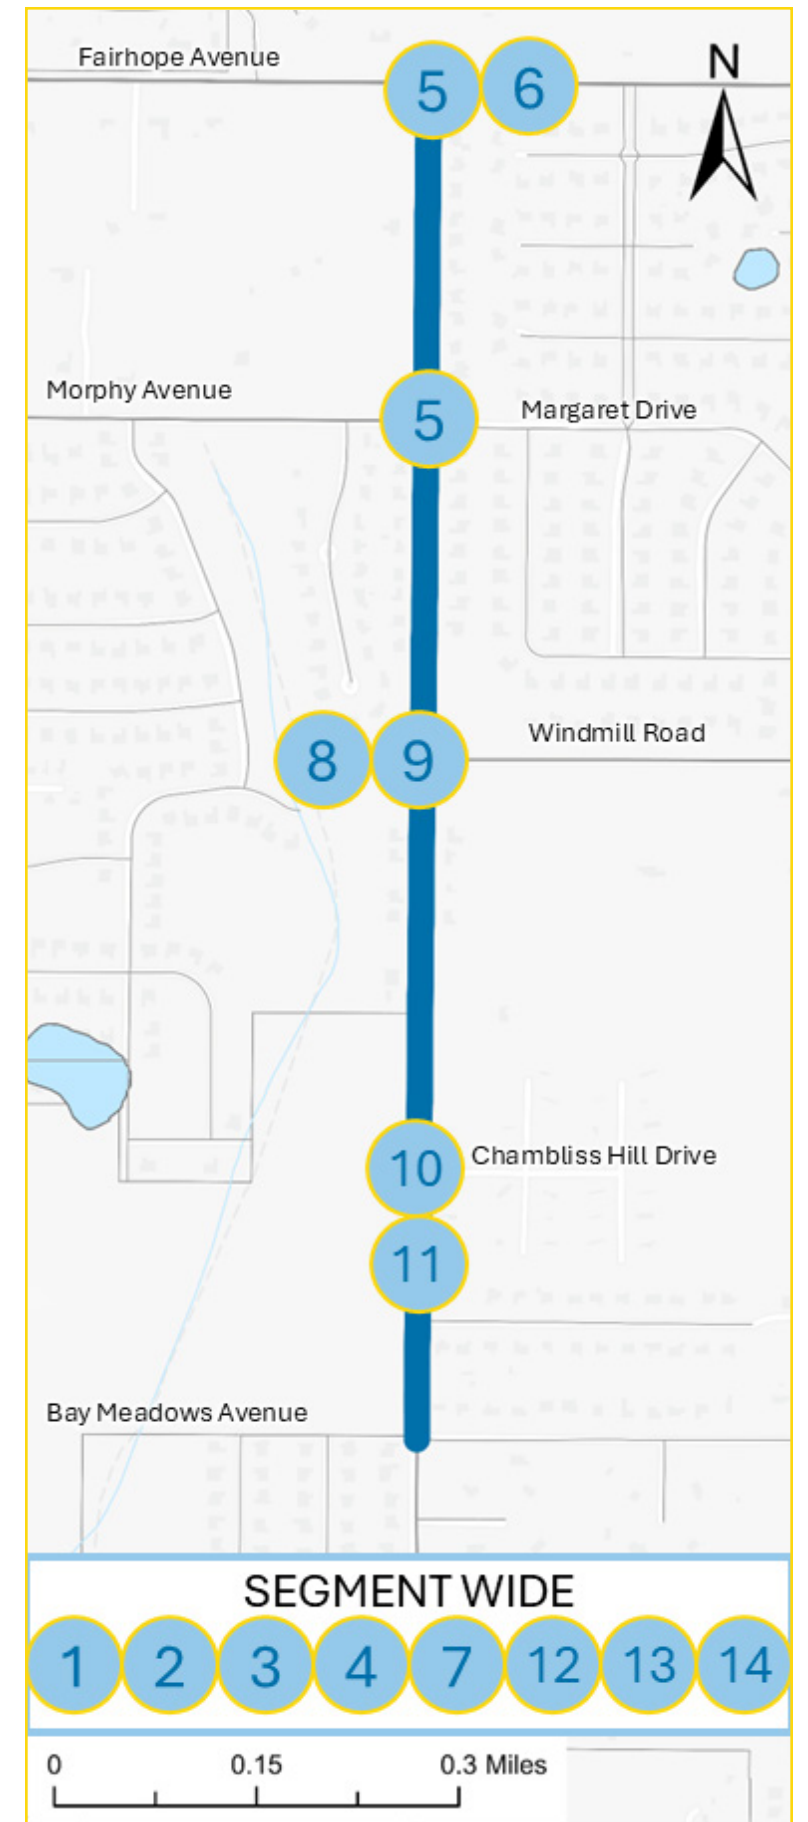 Fairhope Avenue
5 6
N
Morphy Avenue
5
Margaret Drive
Windmill Road
8 9
10 Chambliss Hill Drive
11
Bay Meadows Avenue
SEGMENT WIDE
1 2 3 4 7 12 13 14
0 0.15 0.3 Miles